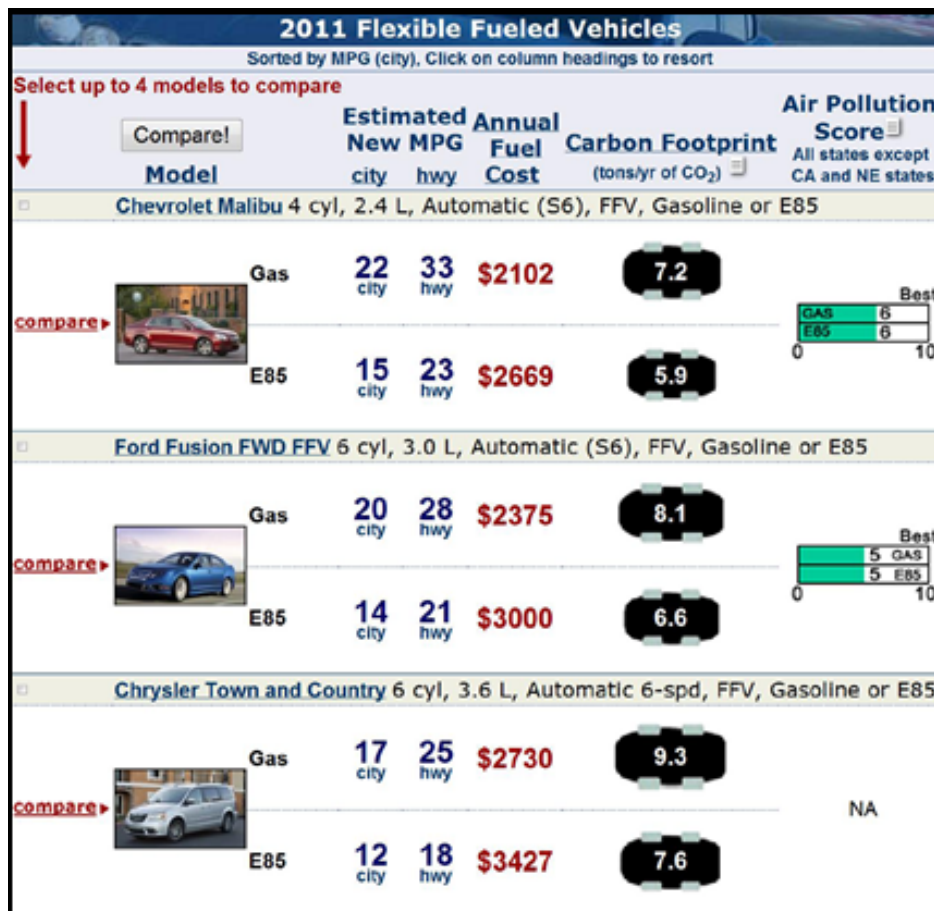 2011 Flexible Fueled Vehicles
Sorted by MPG (city), Click on column headings to resort
Select up to 4 models to compare
Compare!
Model
Estimated
New MPG
city hwy
Annual
Fuel
Cost
Carbon Footprint
(tons/yr of CO2)
Air Pollution
Score
All states except
CA and NE states
Chevrolet Malibu 4 cyl, 2.4 L, Automatic (S6), FFV, Gasoline or E85
compare
Gas 22 city 33 hwy $2102 7.2
E85 15 city 23 hwy $2669 5.9
Best
GAS 6
E85 6
0 10
Ford Fusion FWD FFV 6 cyl, 3.0 L, Automatic (S6), FFV, Gasoline or E85
compare
Gas 20 city 28 hwy $2375 8.1
E85 14 city 21 hwy $3000 6.6
Best
5 GAS
5 E85
0 10
Chrysler Town and Country 6 cyl, 3.6 L, Automatic 6-spd, FFV, Gasoline or E85
compare
Gas 17 city 25 hwy $2730 9.3
E85 12 city 18 hwy $3427 7.6
NA